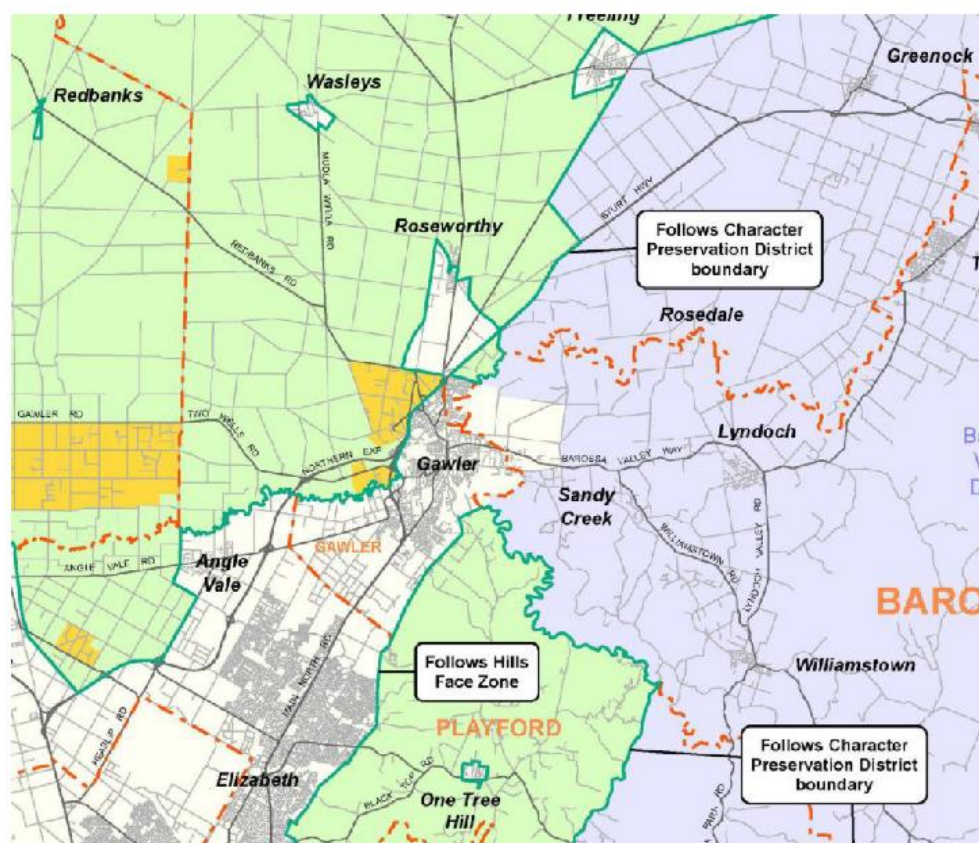 Freeling
Greenock
Wasleys
Redbanks
MUDLA WIRRA RD
Roseworthy
STURT HWY
Follows Character
Preservation District
boundary
REDBANKS RD
Rosedale
GAWLER RD
TWO WELLS RD
NORTHERN EXP
Gawler
BAROSSA VALLEY WAY
Lyndoch
Sandy
Creek
GAWLER
ANGLE VALE RD
Angle
Vale
WILLIAMSTOWN RD
LYNDOCH VALLEY RD
BARO
Follows Hills
Face Zone
Williamstown
MAIN NORTH RD
PLAYFORD
HEASLIP RD
Follows Character
Preservation District
boundary
Elizabeth
BLACK TOP RD
One Tree
Hill
PARA RD